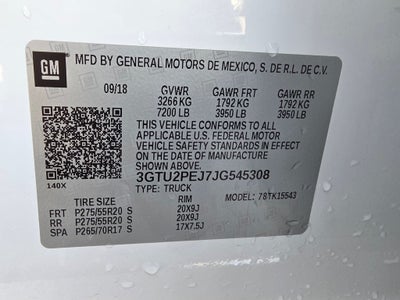 GM MFD BY GENERAL MOTORS DE MEXICO, S. DE R.L. DE C.V.
09/18 GVWR GAWR FRT GAWR RR
3266 KG 1792 KG 1792 KG
7200 LB 3950 LB 3950 LB
THIS VEHICLE CONFORMS TO ALL
APPLICABLE U.S. FEDERAL MOTOR
VEHICLE SAFETY STANDARDS IN EFFECT
ON THE DATE OF MANUFACTURE SHOWN ABOVE.
3GTU2PEJ7JG545308
140X TYPE: TRUCK
RIM MODEL: 78TK15543
FRT P275/55R20 S 20X9J
RR P275/55R20 S 20X9J
SPA P265/70R17 S 17X7.5J